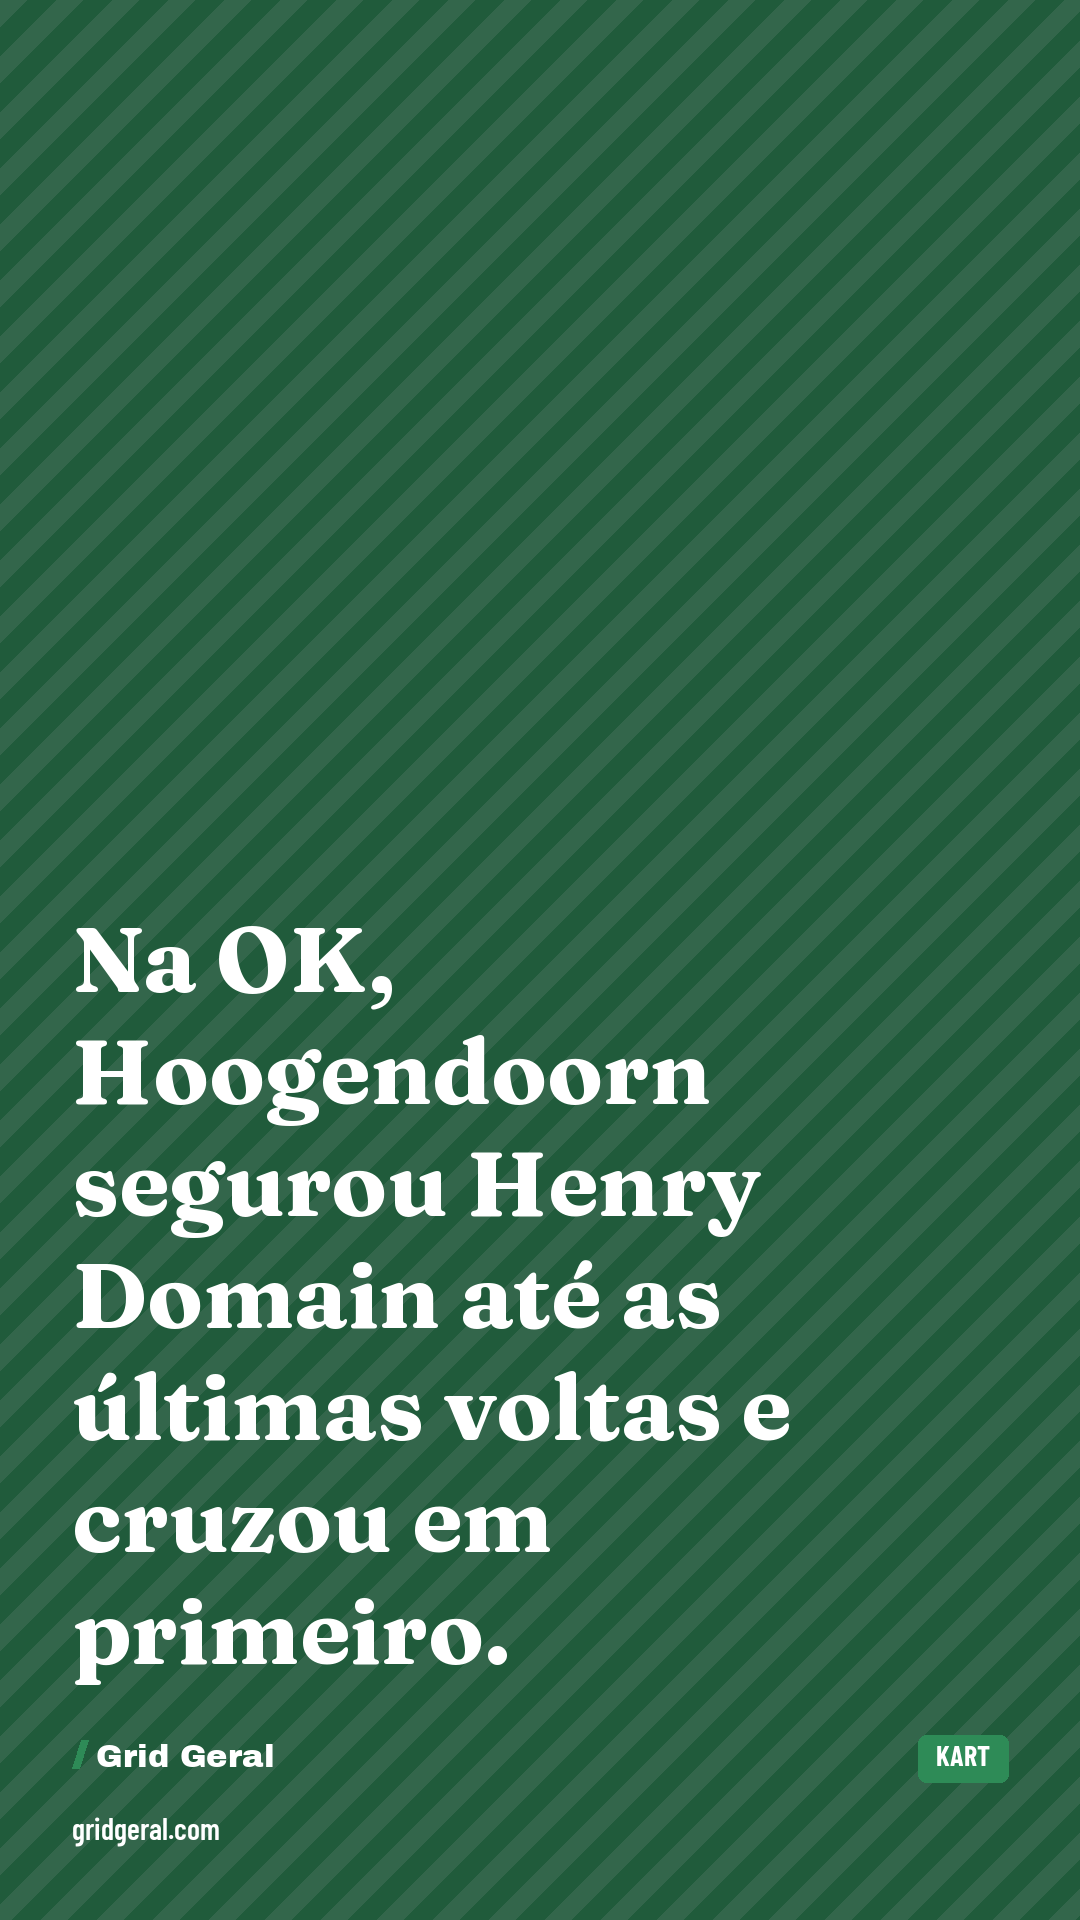 Na OK,
Hoogendoorn
segurou Henry
Domain até as
últimas voltas e
cruzou em
primeiro.
/ Grid Geral
KART
gridgeral.com